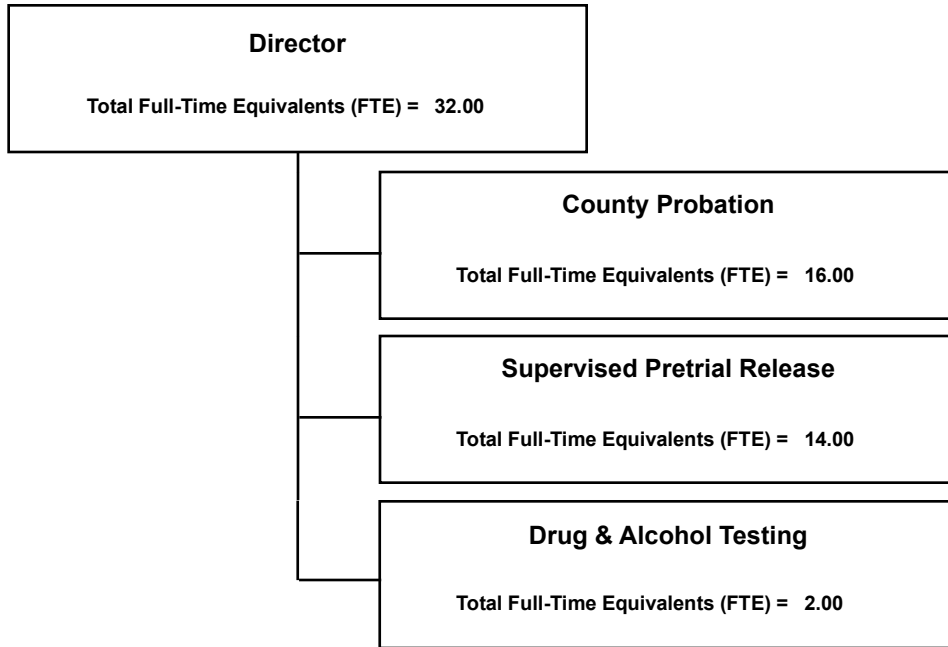 Director
Total Full-Time Equivalents (FTE) = 32.00
County Probation
Total Full-Time Equivalents (FTE) = 16.00
Supervised Pretrial Release
Total Full-Time Equivalents (FTE) = 14.00
Drug & Alcohol Testing
Total Full-Time Equivalents (FTE) = 2.00